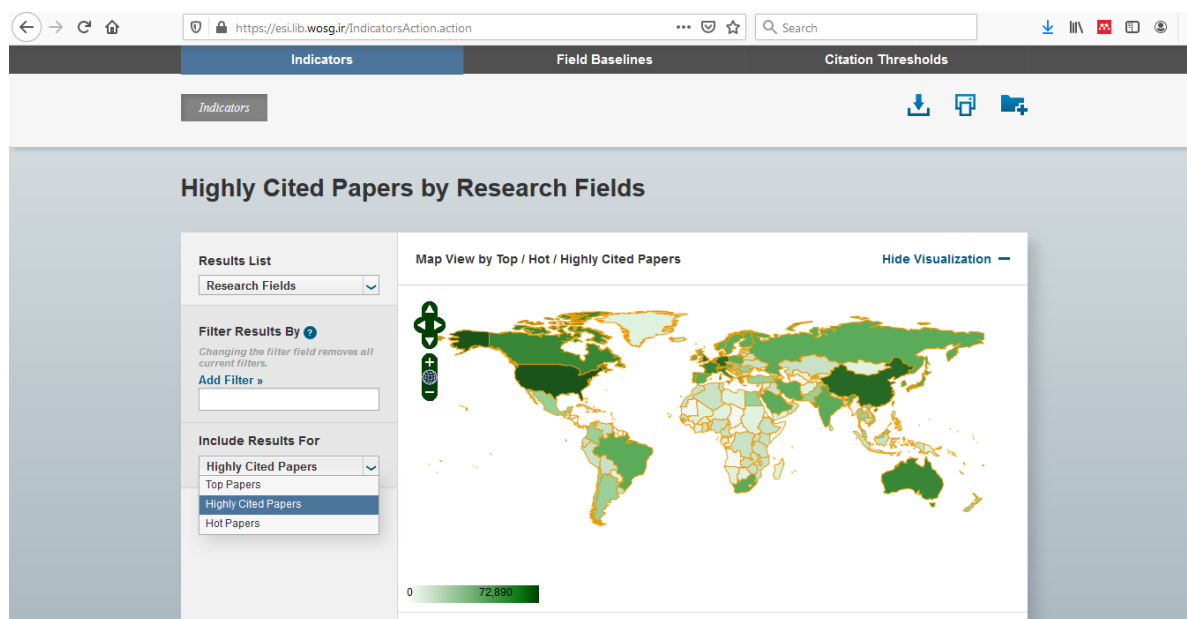 https://esi.lib.wosg.ir/IndicatorsAction.action
Search
Indicators
Field Baselines
Citation Thresholds
Indicators
Highly Cited Papers by Research Fields
Results List
Research Fields
Filter Results By ?
Changing the filter field removes all
current filters.
Add Filter »
Include Results For
Highly Cited Papers
Top Papers
Highly Cited Papers
Hot Papers
Map View by Top / Hot / Highly Cited Papers
Hide Visualization
0
72,890